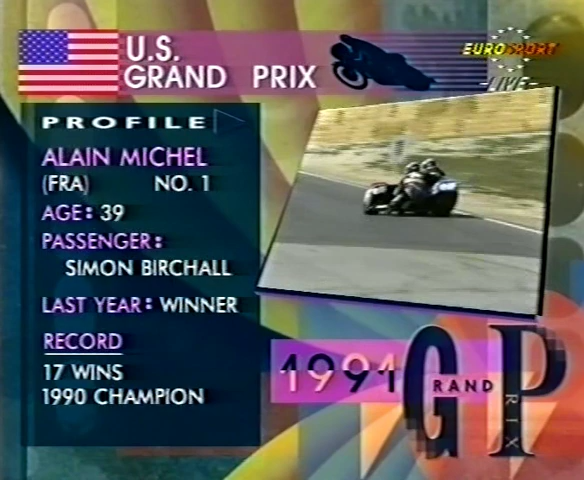 U.S.
GRAND PRIX
EUROSPORT
LIVE
PROFILE
ALAIN MICHEL
(FRA) NO. 1
AGE: 39
PASSENGER:
SIMON BIRCHALL
LAST YEAR: WINNER
RECORD
17 WINS
1990 CHAMPION
1991 GRAND PRIX